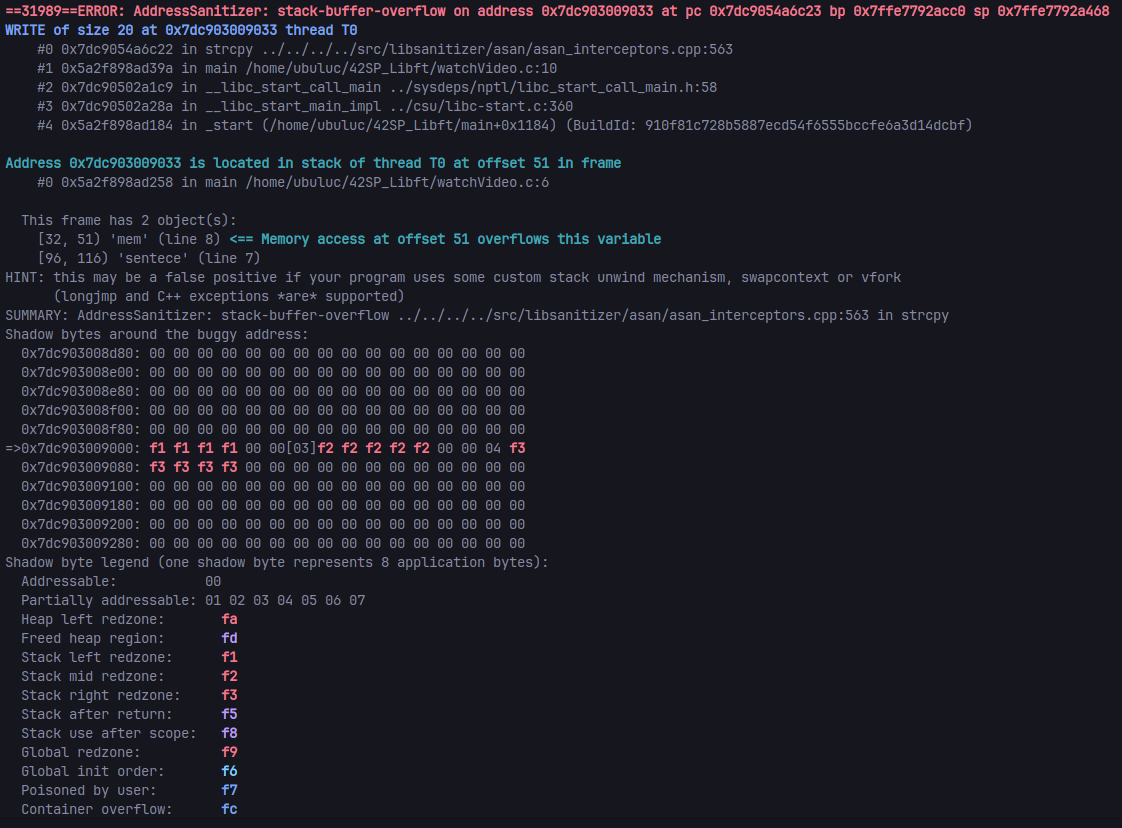 ==31989==ERROR: AddressSanitizer: stack-buffer-overflow on address 0x7dc903009033 at pc 0x7dc9054a6c23 bp 0x7ffe7792acc0 sp 0x7ffe7792a468
WRITE of size 20 at 0x7dc903009033 thread T0
    #0 0x7dc9054a6c22 in strcpy ../../../../src/libsanitizer/asan/asan_interceptors.cpp:563
    #1 0x5a2f898ad39a in main /home/ubuluc/42SP_Libft/watchVideo.c:10
    #2 0x7dc90502a1c9 in __libc_start_call_main ../sysdeps/nptl/libc_start_call_main.h:58
    #3 0x7dc90502a28a in __libc_start_main_impl ../csu/libc-start.c:360
    #4 0x5a2f898ad184 in _start (/home/ubuluc/42SP_Libft/main+0x1184) (BuildId: 910f81c728b5887ecd54f6555bccfe6a3d14dcbf)

Address 0x7dc903009033 is located in stack of thread T0 at offset 51 in frame
    #0 0x5a2f898ad258 in main /home/ubuluc/42SP_Libft/watchVideo.c:6

  This frame has 2 object(s):
    [32, 51) 'mem' (line 8) <== Memory access at offset 51 overflows this variable
    [96, 116) 'sentece' (line 7)
HINT: this may be a false positive if your program uses some custom stack unwind mechanism, swapcontext or vfork
      (longjmp and C++ exceptions *are* supported)
SUMMARY: AddressSanitizer: stack-buffer-overflow ../../../../src/libsanitizer/asan/asan_interceptors.cpp:563 in strcpy
Shadow bytes around the buggy address:
  0x7dc903008d80: 00 00 00 00 00 00 00 00 00 00 00 00 00 00 00 00
  0x7dc903008e00: 00 00 00 00 00 00 00 00 00 00 00 00 00 00 00 00
  0x7dc903008e80: 00 00 00 00 00 00 00 00 00 00 00 00 00 00 00 00
  0x7dc903008f00: 00 00 00 00 00 00 00 00 00 00 00 00 00 00 00 00
  0x7dc903008f80: 00 00 00 00 00 00 00 00 00 00 00 00 00 00 00 00
=>0x7dc903009000: f1 f1 f1 f1 00 00[03]f2 f2 f2 f2 f2 00 00 04 f3
  0x7dc903009080: f3 f3 f3 f3 00 00 00 00 00 00 00 00 00 00 00 00
  0x7dc903009100: 00 00 00 00 00 00 00 00 00 00 00 00 00 00 00 00
  0x7dc903009180: 00 00 00 00 00 00 00 00 00 00 00 00 00 00 00 00
  0x7dc903009200: 00 00 00 00 00 00 00 00 00 00 00 00 00 00 00 00
  0x7dc903009280: 00 00 00 00 00 00 00 00 00 00 00 00 00 00 00 00
Shadow byte legend (one shadow byte represents 8 application bytes):
  Addressable:           00
  Partially addressable: 01 02 03 04 05 06 07
  Heap left redzone:       fa
  Freed heap region:       fd
  Stack left redzone:      f1
  Stack mid redzone:       f2
  Stack right redzone:     f3
  Stack after return:      f5
  Stack use after scope:   f8
  Global redzone:          f9
  Global init order:       f6
  Poisoned by user:        f7
  Container overflow:      fc